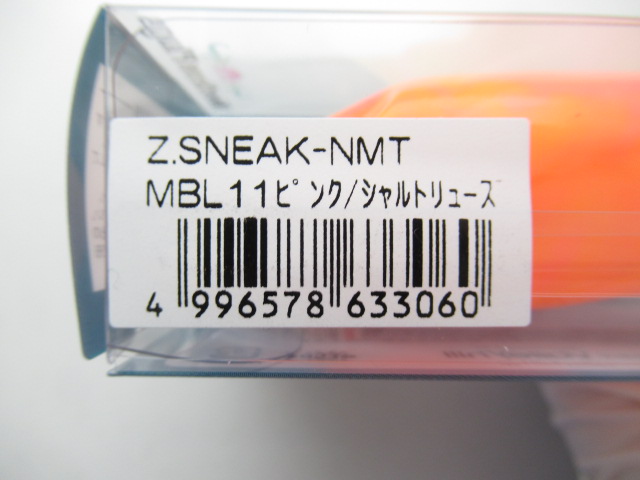 Z.SNEAK-NMT
MBL11ﾋﾟﾝｸ/ｼｬﾙﾄﾘｭｰｽﾞ
4 996578 633060